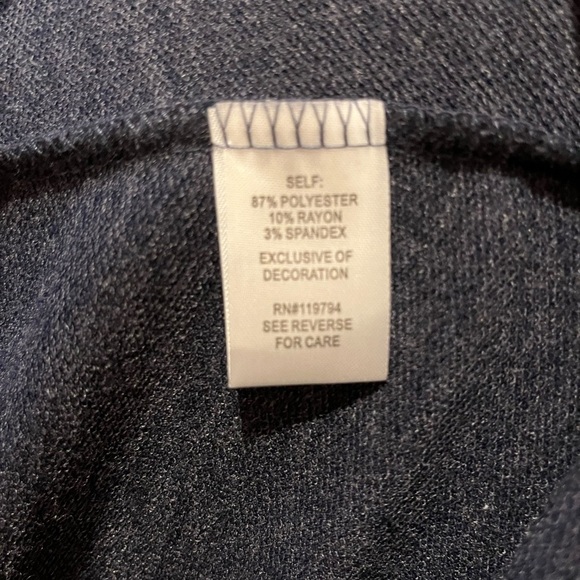 SELF:
87% POLYESTER
10% RAYON
3% SPANDEX
EXCLUSIVE OF
DECORATION
RN#119794
SEE REVERSE
FOR CARE